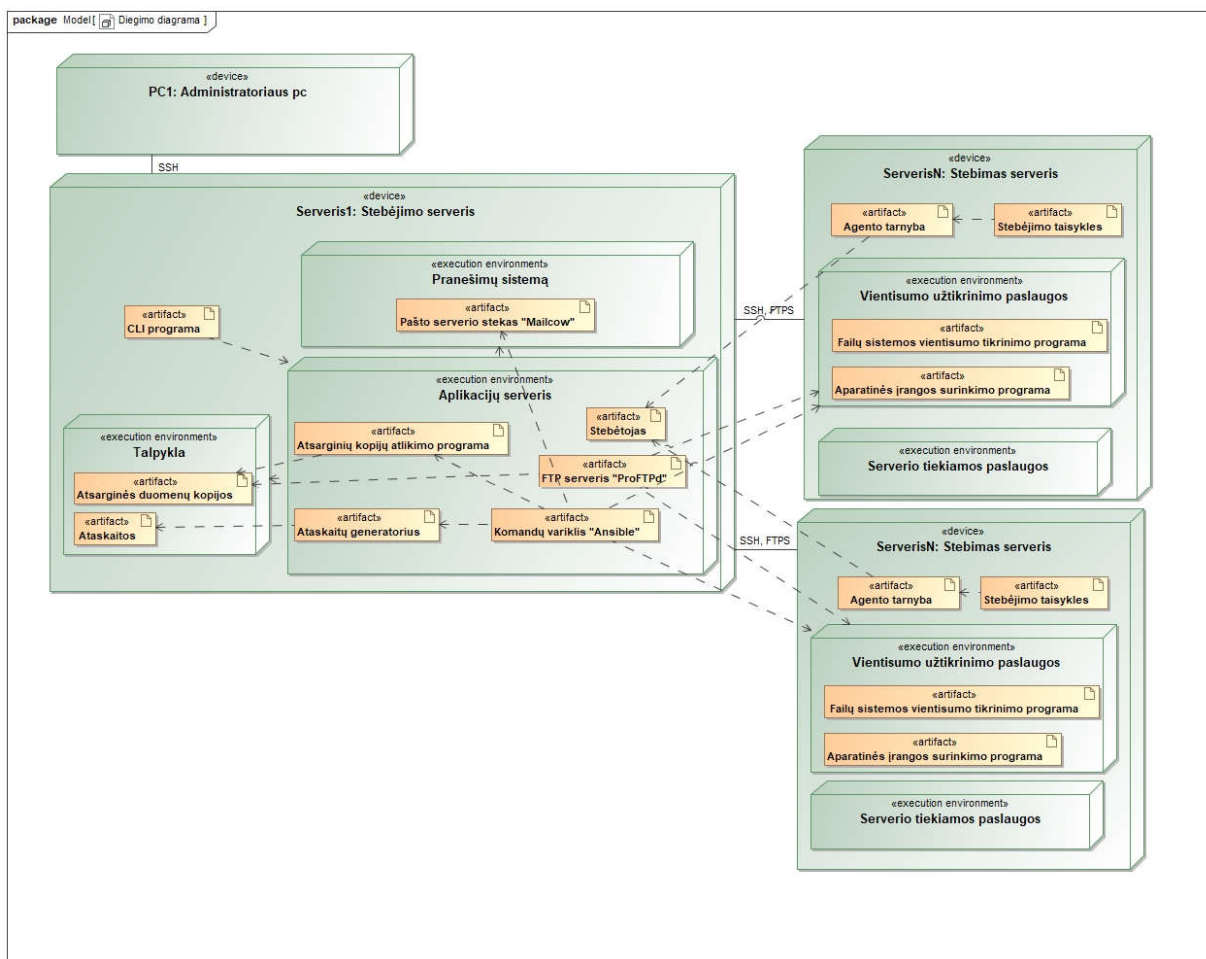 package Model[ Diegimo diagrama ]
«device»
PC1: Administratoriaus pc
SSH
«device»
Serveris1: Stebėjimo serveris
«execution environment»
Pranešimų sistemą
«artifact»
Pašto serverio stekas "Mailcow"
«artifact»
CLI programa
«execution environment»
Aplikacijų serveris
«artifact»
Stebėtojas
«artifact»
Atsarginių kopijų atlikimo programa
«artifact»
FTP serveris "ProFTPd"
«artifact»
Ataskaitų generatorius
«artifact»
Komandų variklis "Ansible"
«execution environment»
Talpykla
«artifact»
Atsarginės duomenų kopijos
«artifact»
Ataskaitos
SSH, FTPS
SSH, FTPS
«device»
ServerisN: Stebimas serveris
«artifact»
Agento tarnyba
«artifact»
Stebėjimo taisykles
«execution environment»
Vientisumo užtikrinimo paslaugos
«artifact»
Failų sistemos vientisumo tikrinimo programa
«artifact»
Aparatinės įrangos surinkimo programa
«execution environment»
Serverio tiekiamos paslaugos
«device»
ServerisN: Stebimas serveris
«artifact»
Agento tarnyba
«artifact»
Stebėjimo taisykles
«execution environment»
Vientisumo užtikrinimo paslaugos
«artifact»
Failų sistemos vientisumo tikrinimo programa
«artifact»
Aparatinės įrangos surinkimo programa
«execution environment»
Serverio tiekiamos paslaugos